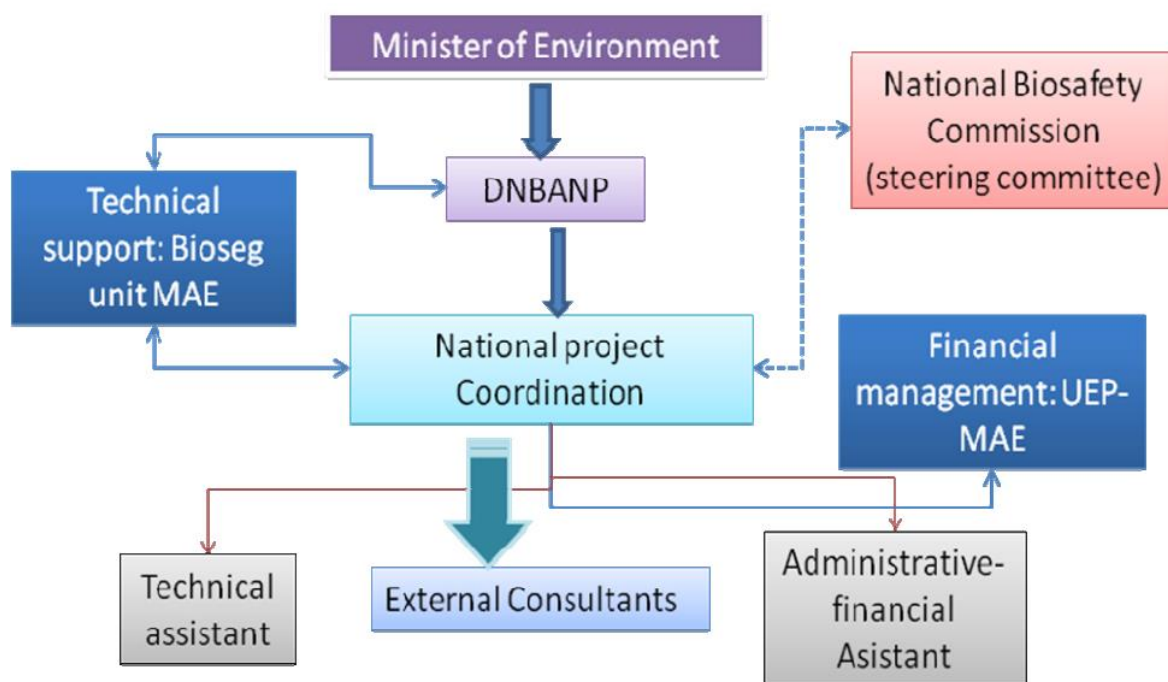 Minister of Environment
National Biosafety
Commission
(steering committee)
Technical
support: Bioseg
unit MAE
DNBANP
National project
Coordination
Financial
management: UEP-
MAE
Technical
assistant
External Consultants
Administrative-
financial
Asistant